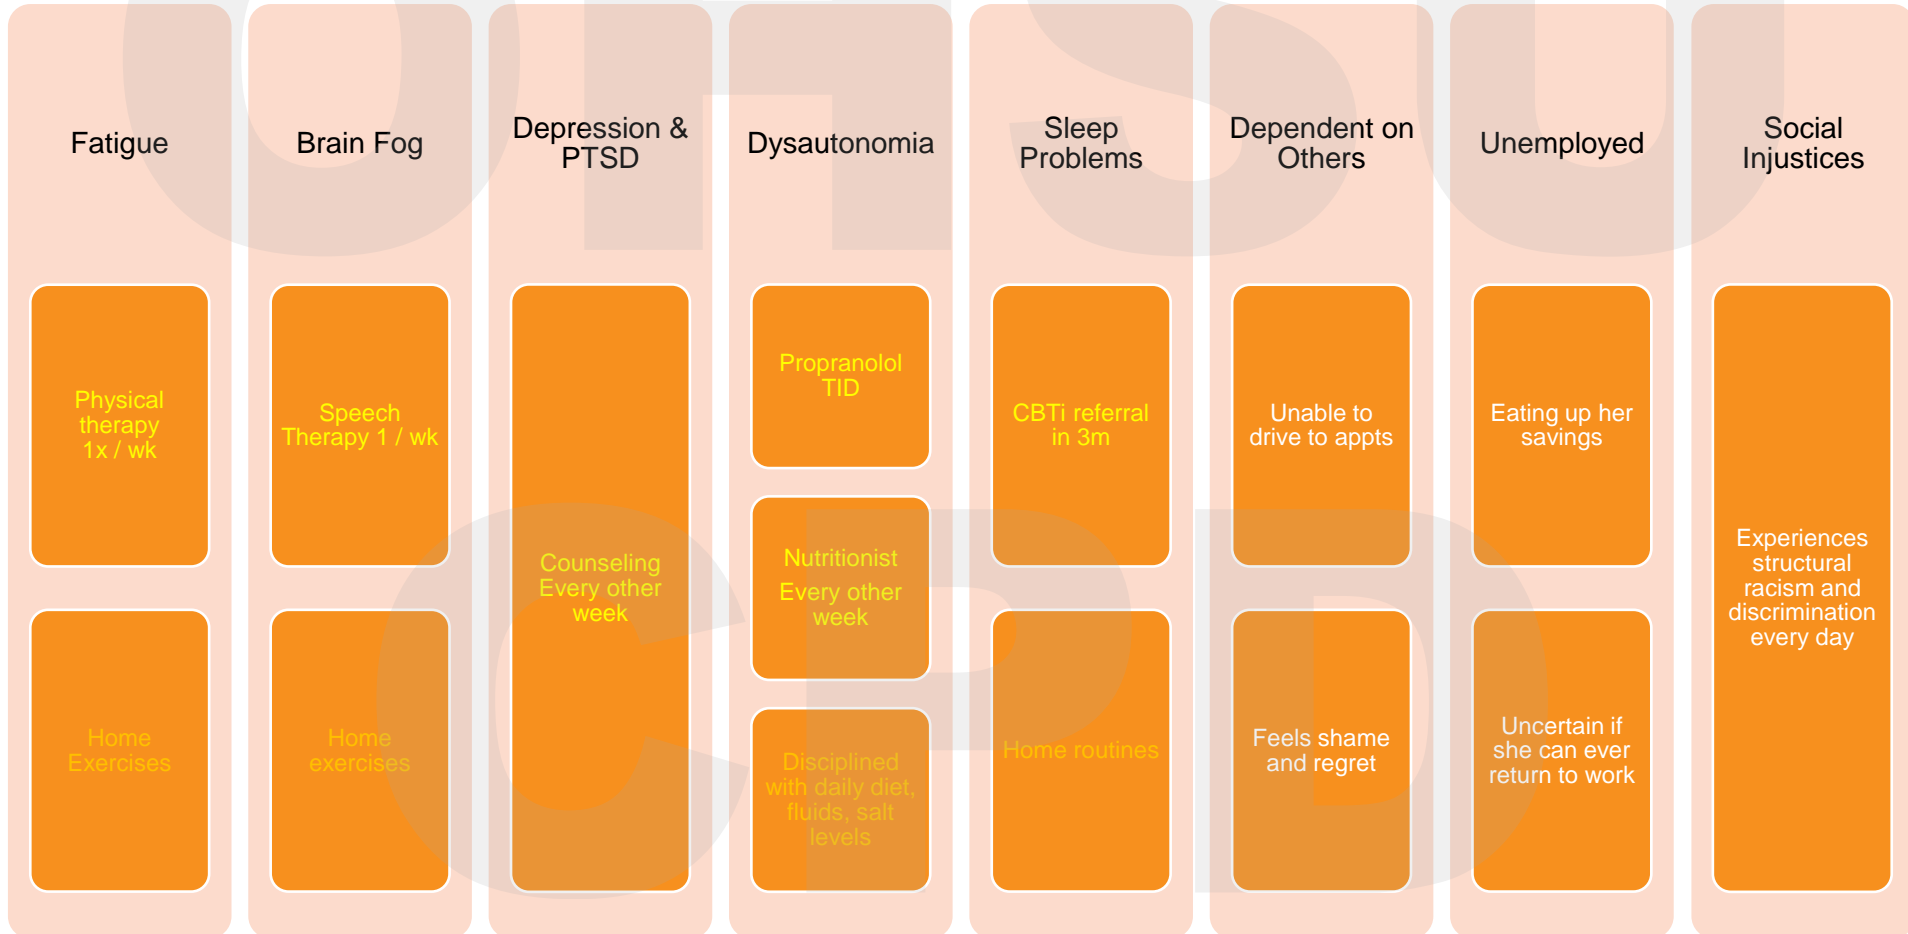 OHSU
Fatigue
Physical
therapy
1x / wk
Home
Exercises
Brain Fog
Speech
Therapy 1 / wk
Home
exercises
Depression &
PTSD
Counseling
Every other
week
Dysautonomia
Propranolol
TID
Nutritionist
Every other
week
Disciplined
with daily diet,
fluids, salt
levels
Sleep
Problems
CBTi referral
in 3m
Home routines
Dependent on
Others
Unable to
drive to appts
Feels shame
and regret
Unemployed
Eating up her
savings
Uncertain if
she can ever
return to work
Social
Injustices
Experiences
structural
racism and
discrimination
every day
CPD